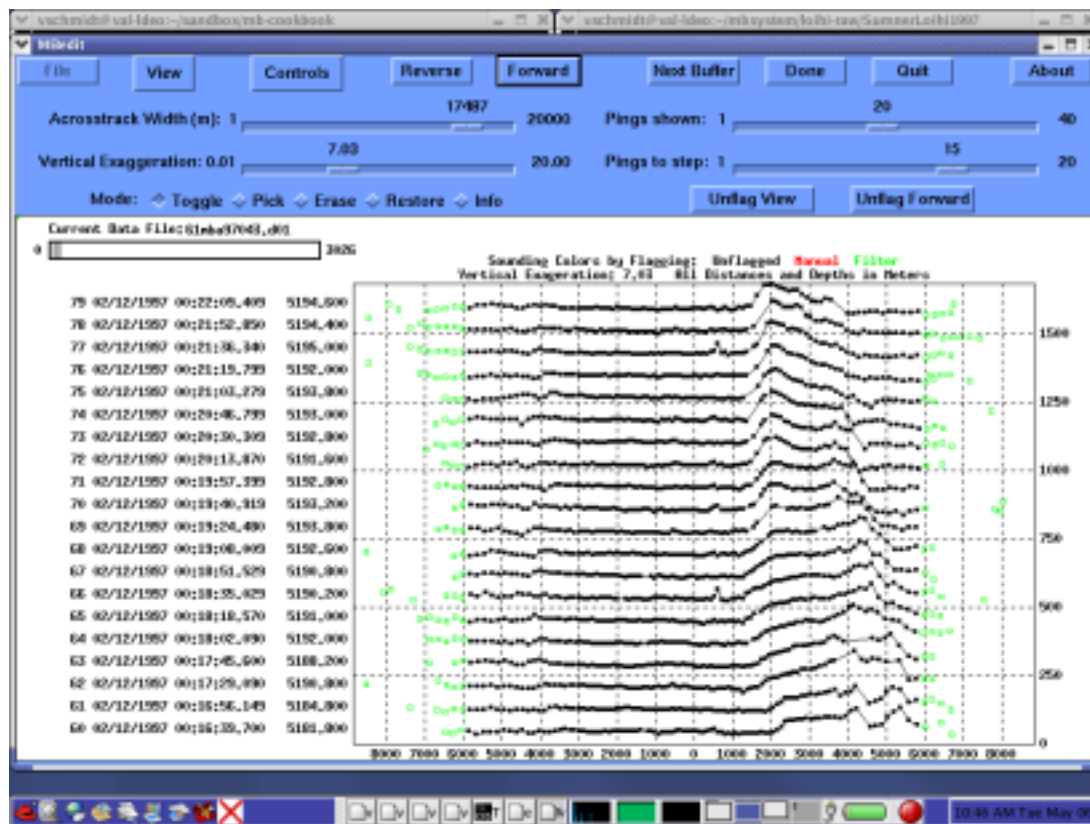 vschmidt@val-ldeo:~/sandbox/mb-cookbook
vschmidt@val-ldeo:~/mbsystem/loihi-raw/SumnerLoihi1997
MBedit
File View Controls Reverse Forward Next Buffer Done Quit About
17487 20
Acrosstrack Width (m): 1 20000 Pings shown: 1 40
7.03 15
Vertical Exaggeration: 0.01 20.00 Pings to step: 1 20
Mode: Toggle Pick Erase Restore Info Unflag View Unflag Forward
Current Data File: 61mba97043.d01
0 3026
Sounding Colors by Flagging: Unflagged Manual Filter
Vertical Exageration: 7.03 All Distances and Depths in Meters
79 02/12/1997 00:22:09.409 5194.600
78 02/12/1997 00:21:52.850 5194.400
77 02/12/1997 00:21:36.340 5195.000
76 02/12/1997 00:21:19.799 5192.000
75 02/12/1997 00:21:03.279 5193.800
74 02/12/1997 00:20:46.799 5193.000
73 02/12/1997 00:20:30.309 5192.800
72 02/12/1997 00:20:13.870 5191.600
71 02/12/1997 00:19:57.399 5192.800
70 02/12/1997 00:19:40.919 5193.200
69 02/12/1997 00:19:24.480 5193.800
68 02/12/1997 00:19:08.009 5192.600
67 02/12/1997 00:18:51.529 5190.800
66 02/12/1997 00:18:35.029 5190.200
65 02/12/1997 00:18:18.570 5191.000
64 02/12/1997 00:18:02.090 5192.000
63 02/12/1997 00:17:45.600 5188.200
62 02/12/1997 00:17:29.090 5190.800
61 02/12/1997 00:16:56.149 5184.800
60 02/12/1997 00:16:39.700 5181.800
1500
1250
1000
750
500
250
0
8000 7000 6000 5000 4000 3000 2000 1000 0 1000 2000 3000 4000 5000 6000 7000 8000
10:46 AM Tue May